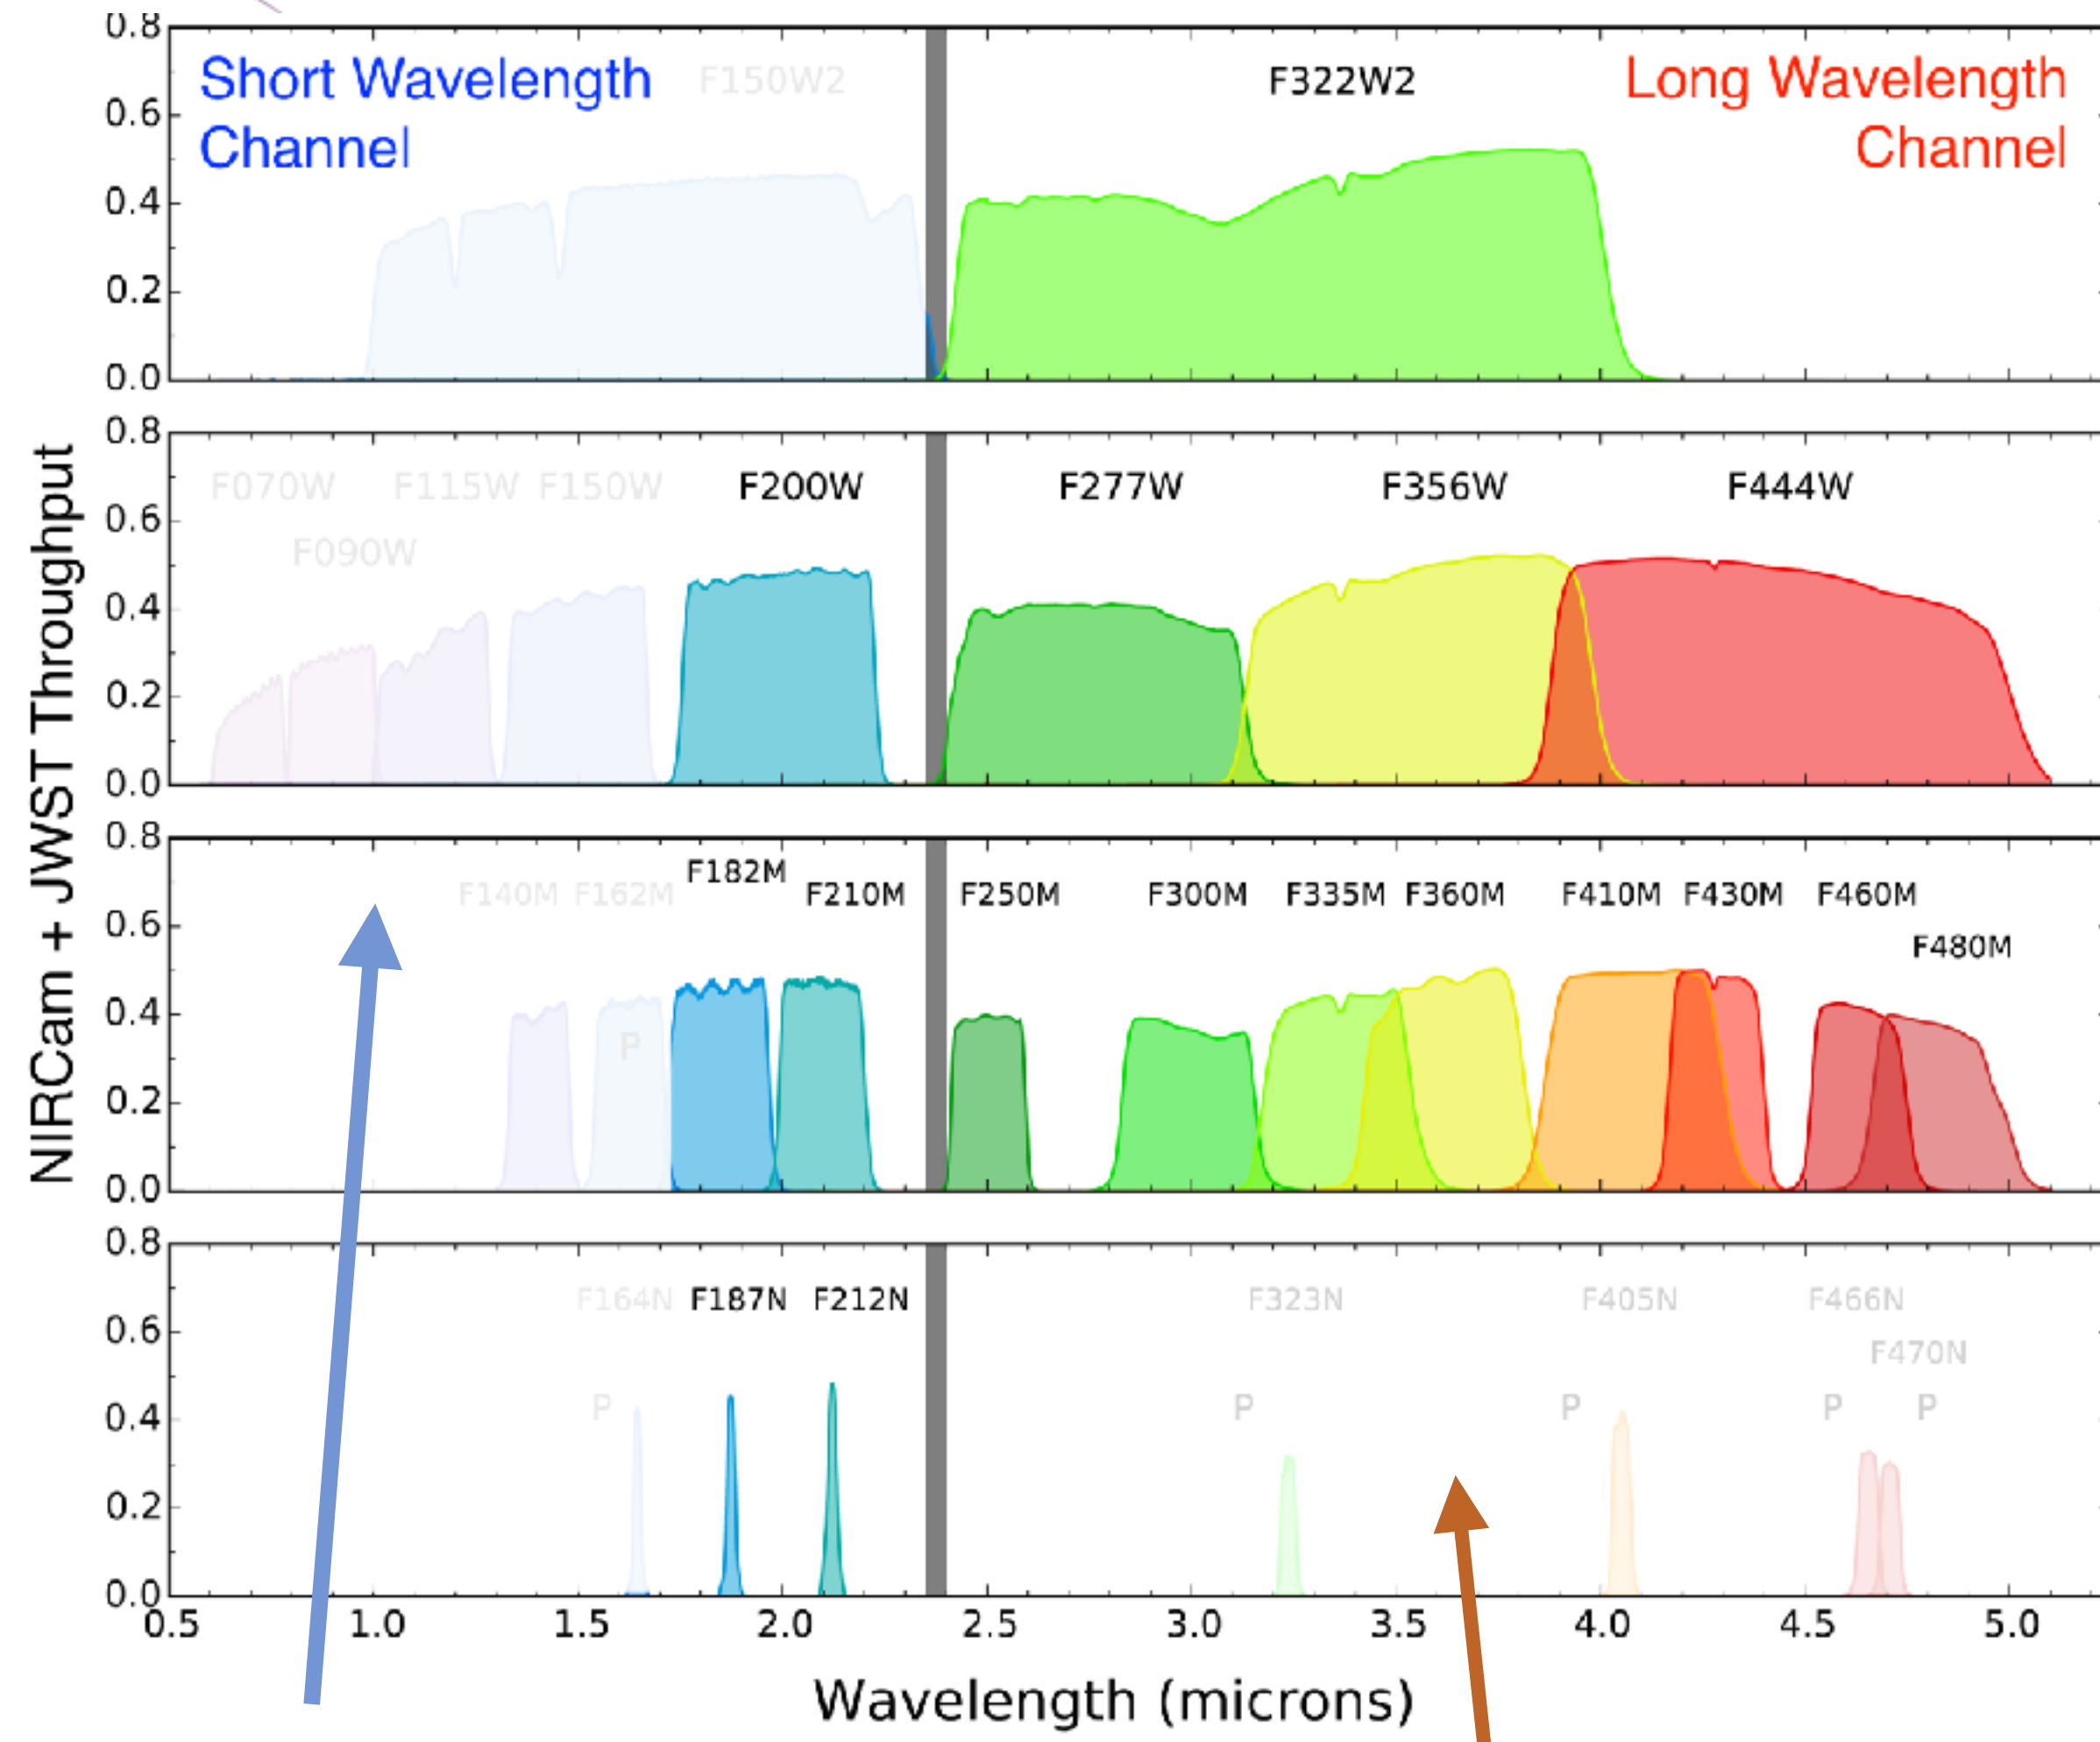 NIRCam + JWST Throughput
0.8
0.6
0.4
0.2
0.0
Short Wavelength
Channel
F150W2
F322W2
Long Wavelength
Channel
0.8
0.6
0.4
0.2
0.0
F070W F115W F150W F200W F277W F356W F444W
F090W
0.8
0.6
0.4
0.2
0.0
F182M
F140M F162M F210M F250M F300M F335M F360M F410M F430M F460M
F480M
P
0.8
0.6
0.4
0.2
0.0
F164N F187N F212N F323N F405N F466N
F470N
P P P P P
0.5 1.0 1.5 2.0 2.5 3.0 3.5 4.0 4.5 5.0
Wavelength (microns)